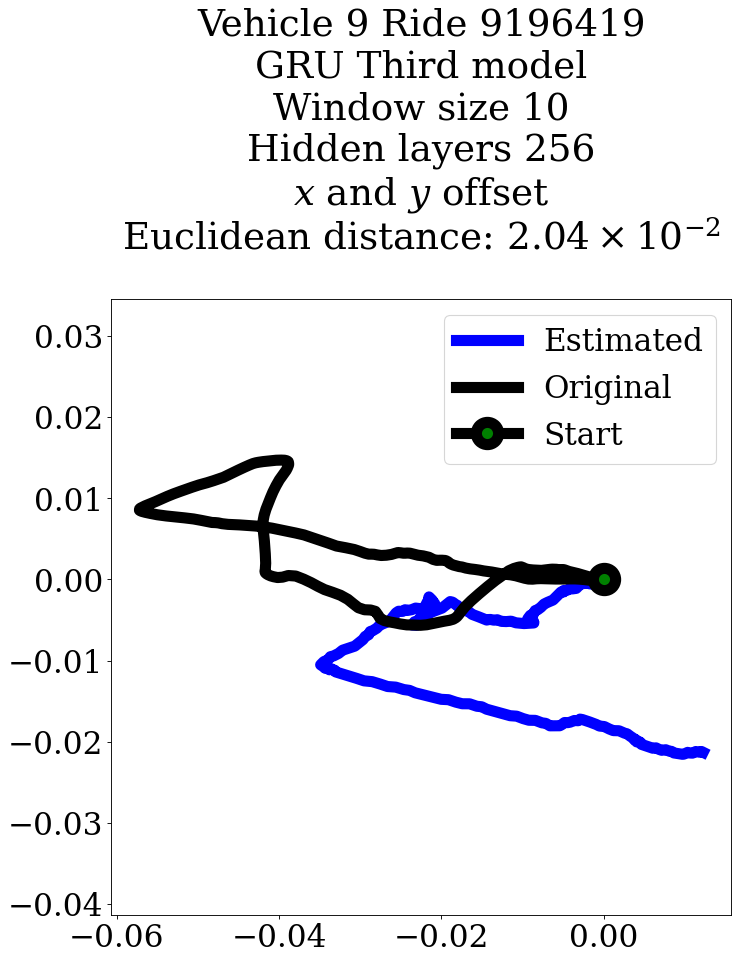 Vehicle 9 Ride 9196419
GRU Third model
Window size 10
Hidden layers 256
x and y offset
Euclidean distance: 2.04 × 10⁻²
Estimated
Original
Start
0.03
0.02
0.01
0.00
−0.01
−0.02
−0.03
−0.04
−0.06 −0.04 −0.02 0.00